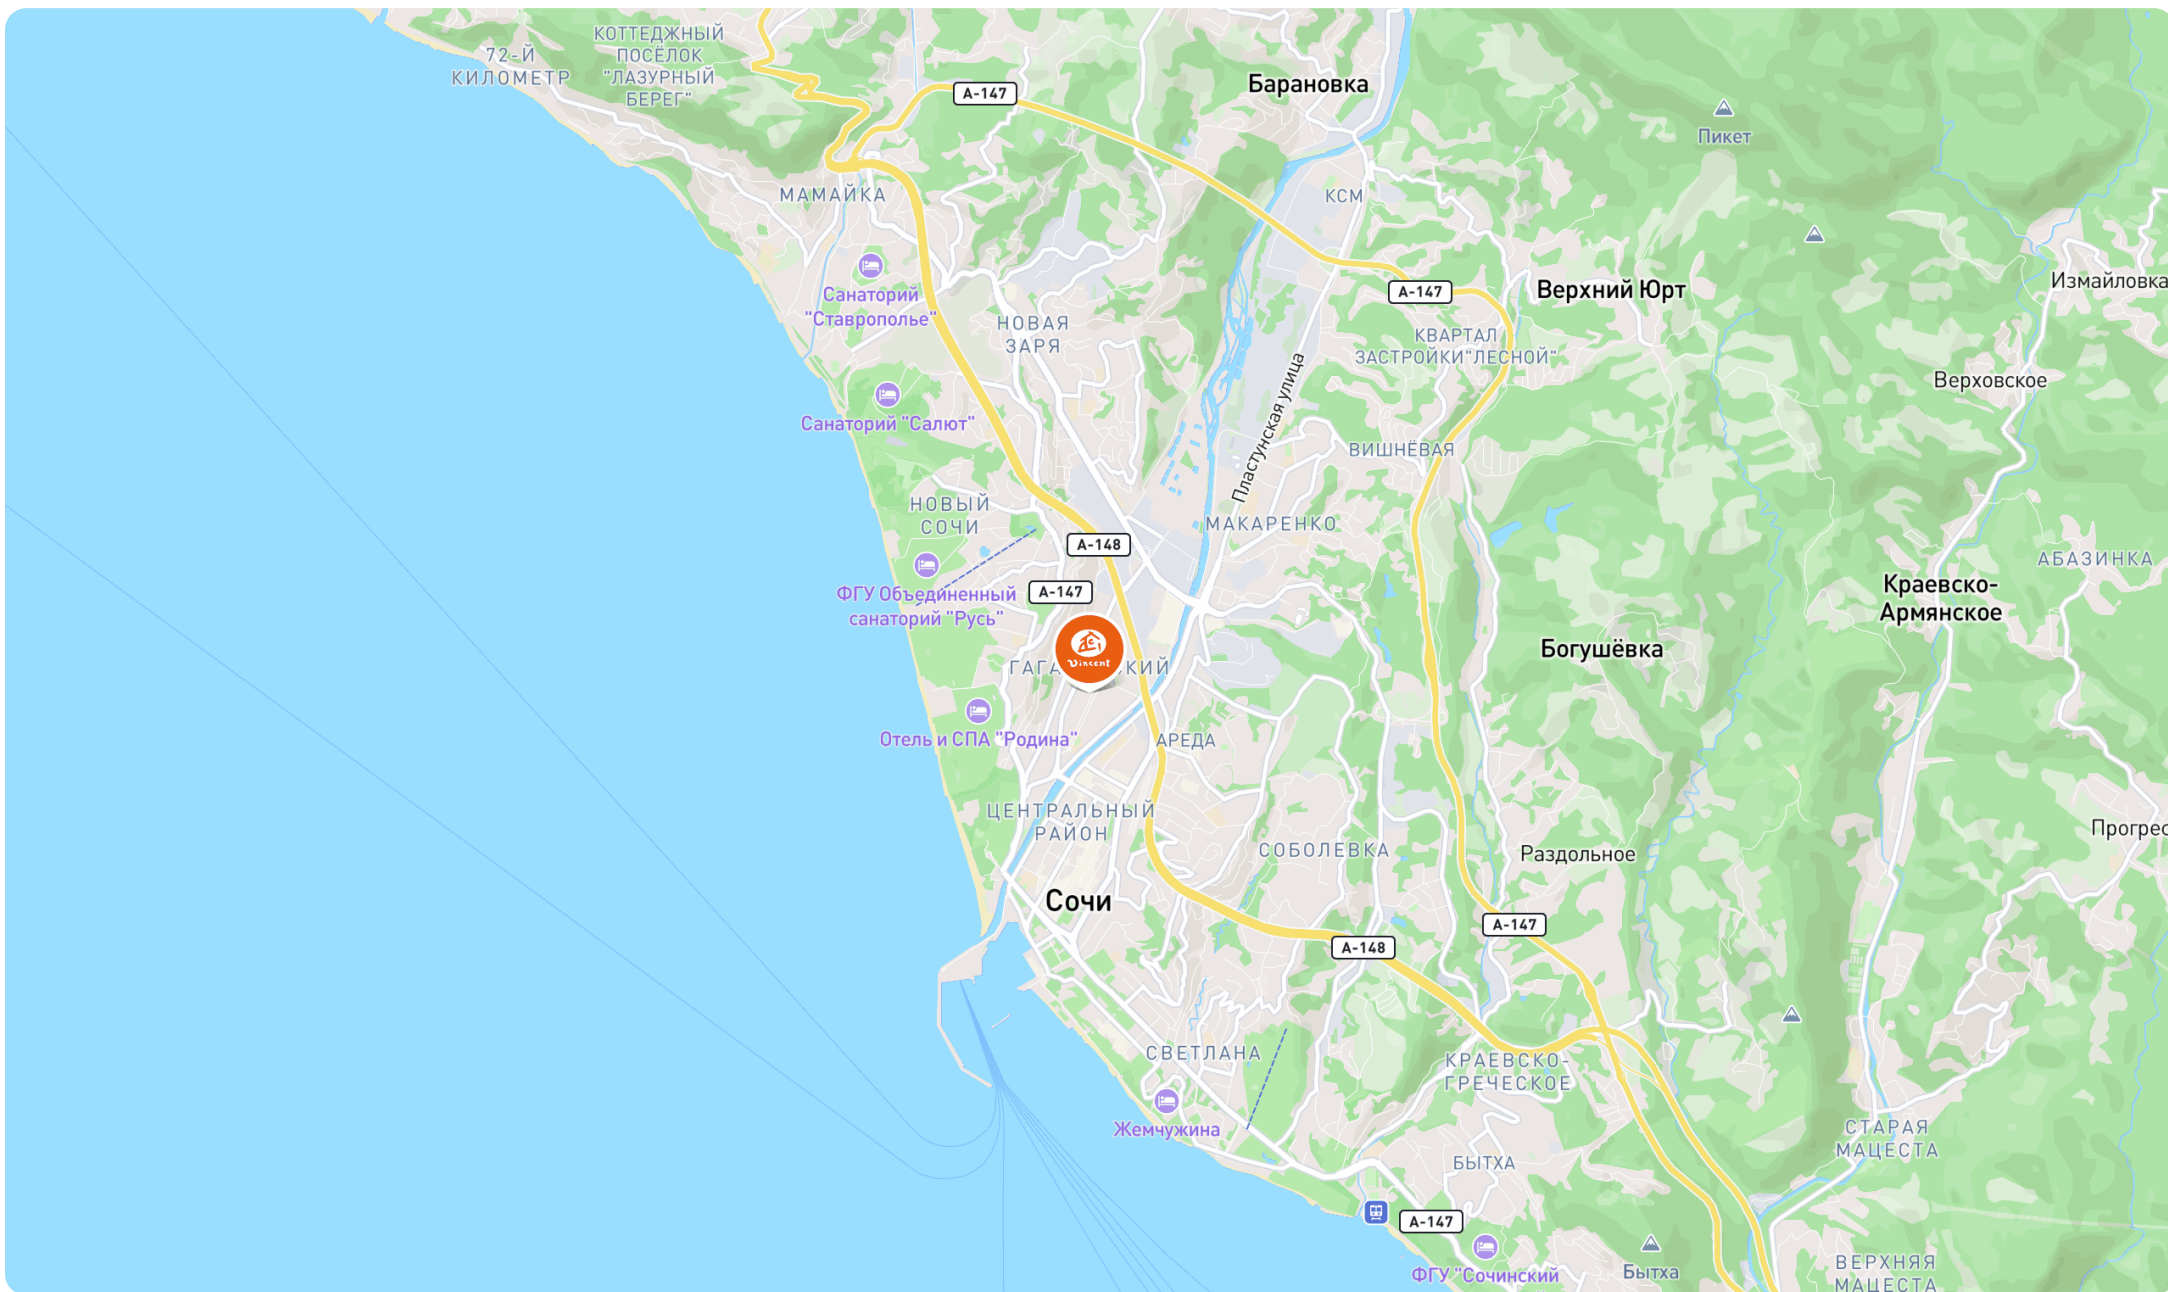 72-Й
КИЛОМЕТР
КОТТЕДЖНЫЙ
ПОСЁЛОК
"ЛАЗУРНЫЙ
БЕРЕГ"
А-147
Барановка
Пикет
МАМАЙКА
КСМ
Санаторий
"Ставрополье"
НОВАЯ
ЗАРЯ
А-147
Верхний Юрт
Измайловка
КВАРТАЛ
ЗАСТРОЙКИ"ЛЕСНОЙ"
Верховское
Санаторий "Салют"
Пластунская улица
ВИШНЁВАЯ
НОВЫЙ
СОЧИ
МАКАРЕНКО
А-148
АБАЗИНКА
ФГУ Объединенный
санаторий "Русь"
А-147
Краевско-
Армянское
Vincent
Богушёвка
Отель и СПА "Родина"
АРЕДА
ЦЕНТРАЛЬНЫЙ
РАЙОН
СОБОЛЕВКА
Раздольное
Прогрес
Сочи
А-148
А-147
СВЕТЛАНА
КРАЕВСКО-
ГРЕЧЕСКОЕ
Жемчужина
СТАРАЯ
МАЦЕСТА
БЫТХА
А-147
ФГУ "Сочинский
Бытха
ВЕРХНЯЯ
МАЦЕСТА